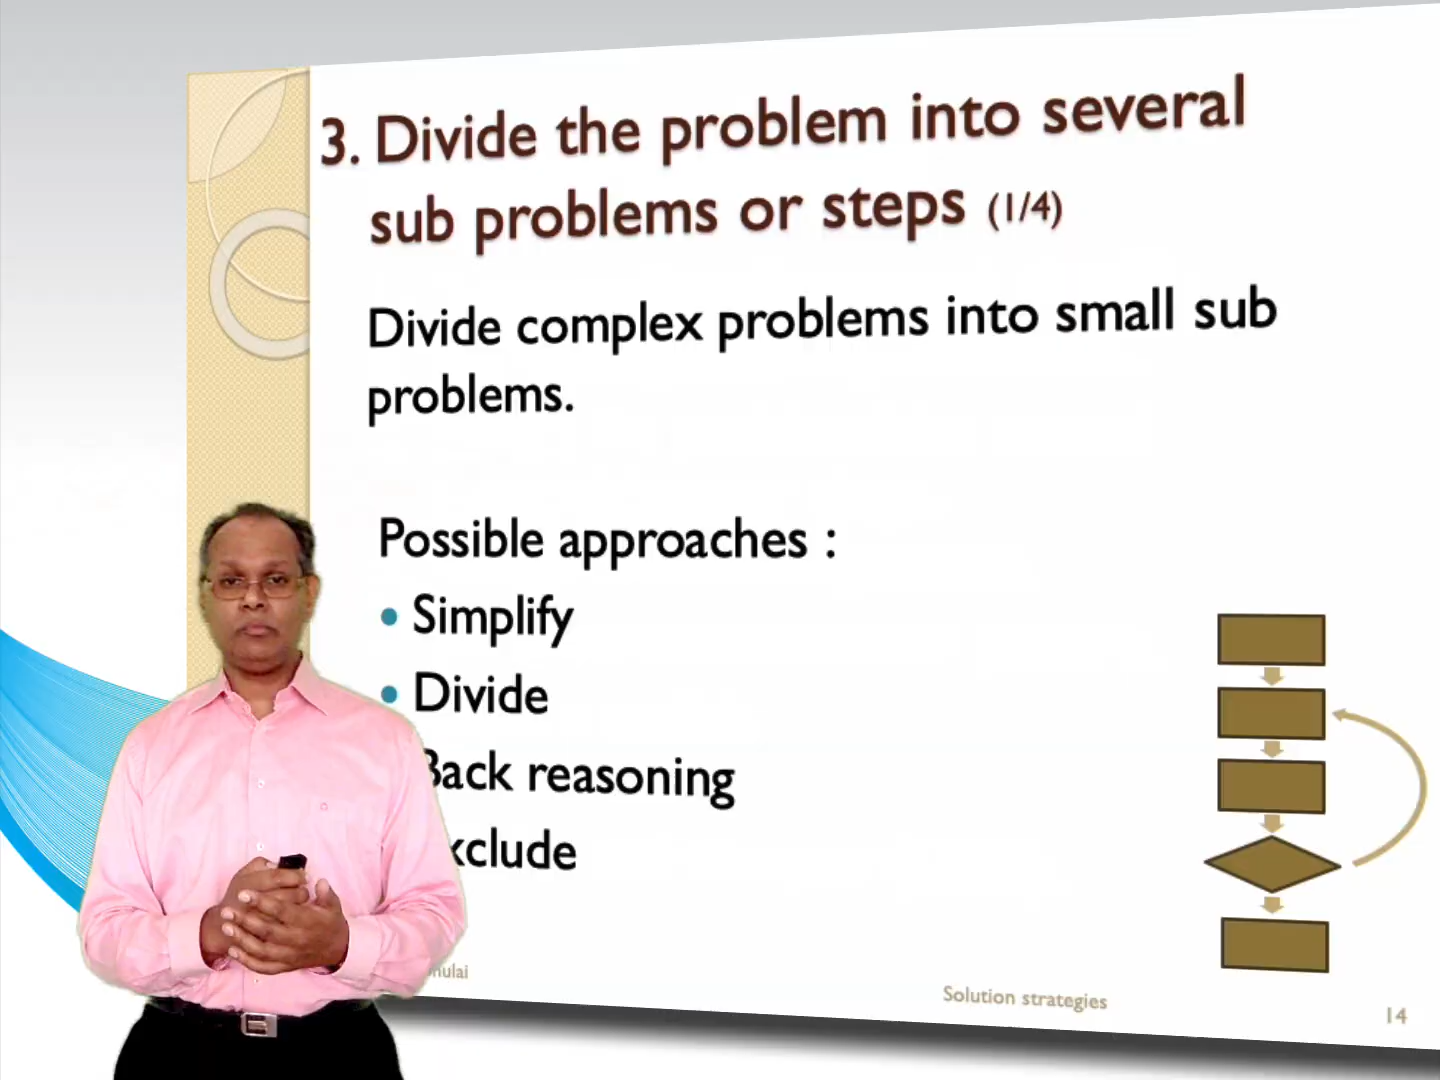 3. Divide the problem into several
sub problems or steps (1/4)
Divide complex problems into small sub
problems.
Possible approaches :
• Simplify
• Divide
Back reasoning
xclude
Solution strategies
14